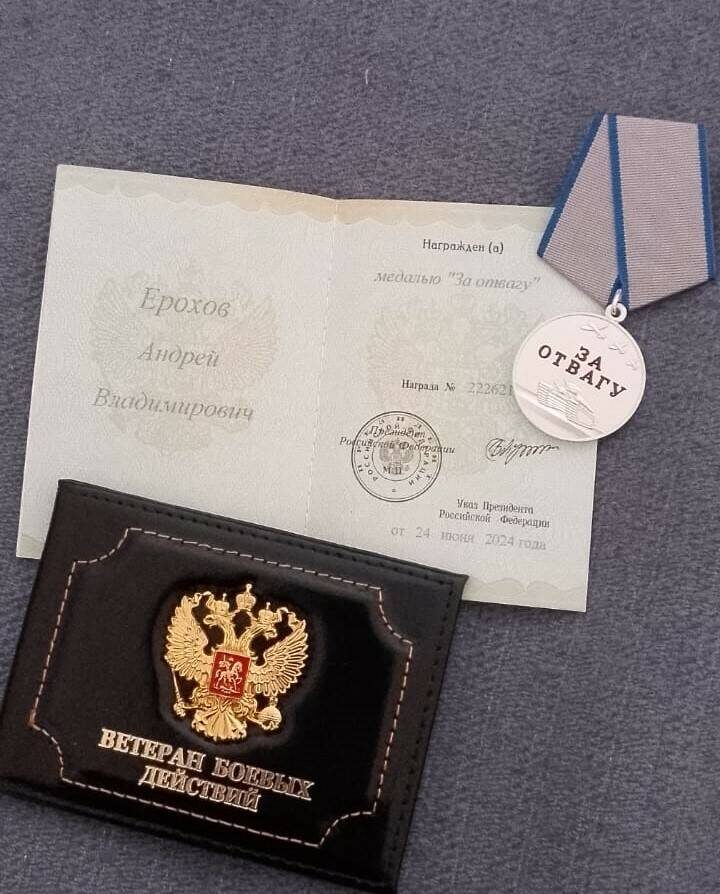 Ерохов
Андрей
Владимирович
Награжден (а)
медалью "За отвагу"
Награда № 222621
Президент
Российской Федерации
М.П.
Указ Президента
Российской Федерации
от 24 июня 2024 года
ЗА
ОТВАГУ
ВЕТЕРАН БОЕВЫХ
ДЕЙСТВИЙ